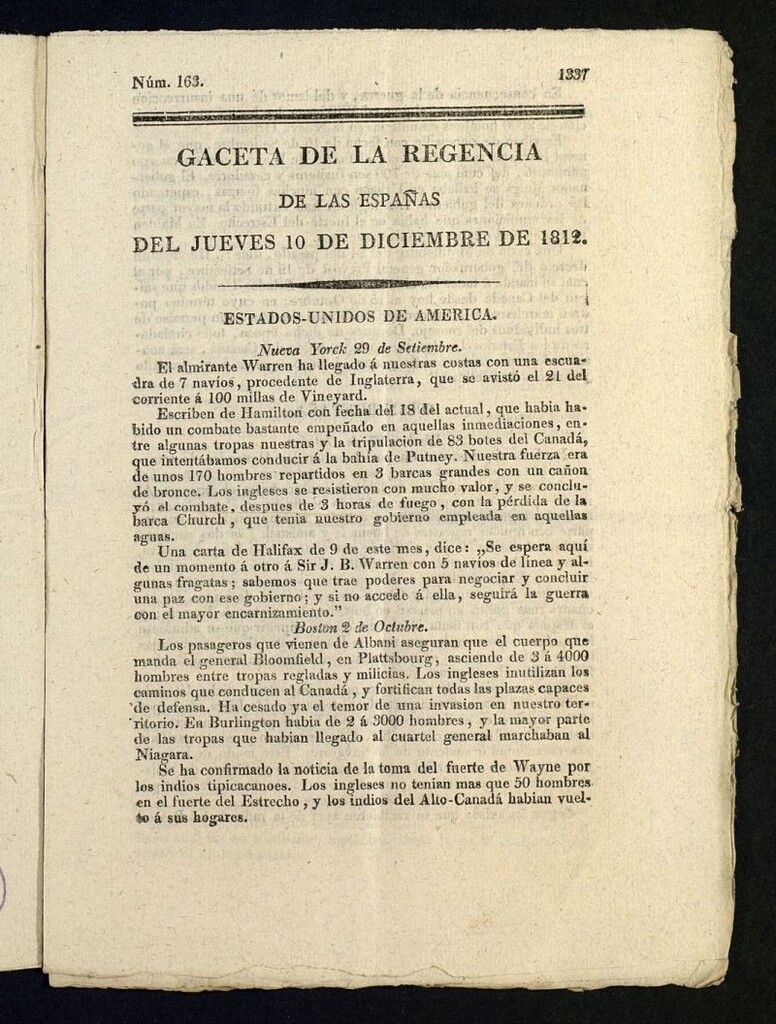 Núm. 163.
1337
GACETA DE LA REGENCIA
DE LAS ESPAÑAS
DEL JUEVES 10 DE DICIEMBRE DE 1812.
ESTADOS-UNIDOS DE AMERICA.
Nueva Yorck 29 de Setiembre.
El almirante Warren ha llegado á nuestras costas con una escua-
dra de 7 navíos, procedente de Inglaterra, que se avistó el 21 del
corriente á 100 millas de Vineyard.
Escriben de Hamilton con fecha del 18 del actual, que habia ha-
bido un combate bastante empeñado en aquellas inmediaciones, en-
tre algunas tropas nuestras y la tripulacion de 83 botes del Canadá,
que intentábamos conducir á la bahía de Putney. Nuestra fuerza era
de unos 170 hombres repartidos en 3 barcas grandes con un cañon
de bronce. Los ingleses se resistieron con mucho valor, y se conclu-
yó el combate, despues de 3 horas de fuego, con la pérdida de la
barca Church, que tenia nuestro gobierno empleada en aquellas
aguas.
Una carta de Halifax de 9 de este mes, dice: „Se espera aquí
de un momento á otro á Sir J. B. Warren con 5 navíos de línea y al-
gunas fragatas; sabemos que trae poderes para negociar y concluir
una paz con ese gobierno; y si no accede á ella, seguirá la guerra
con el mayor encarnizamiento.”
Boston 2 de Octubre.
Los pasageros que vienen de Albani aseguran que el cuerpo que
manda el general Bloomfield, en Plattsbourg, asciende de 3 á 4000
hombres entre tropas regladas y milicias. Los ingleses inutilizan los
caminos que conducen al Canadá, y fortifican todas las plazas capaces
de defensa. Ha cesado ya el temor de una invasion en nuestro ter-
ritorio. En Burlington habia de 2 á 3000 hombres, y la mayor parte
de las tropas que habian llegado al cuartel general marchaban al
Niagara.
Se ha confirmado la noticia de la toma del fuerte de Wayne por
los indios tipicacanoes. Los ingleses no tenian mas que 50 hombres
en el fuerte del Estrecho, y los indios del Alto-Canadá habian vuel-
to á sus hogares.